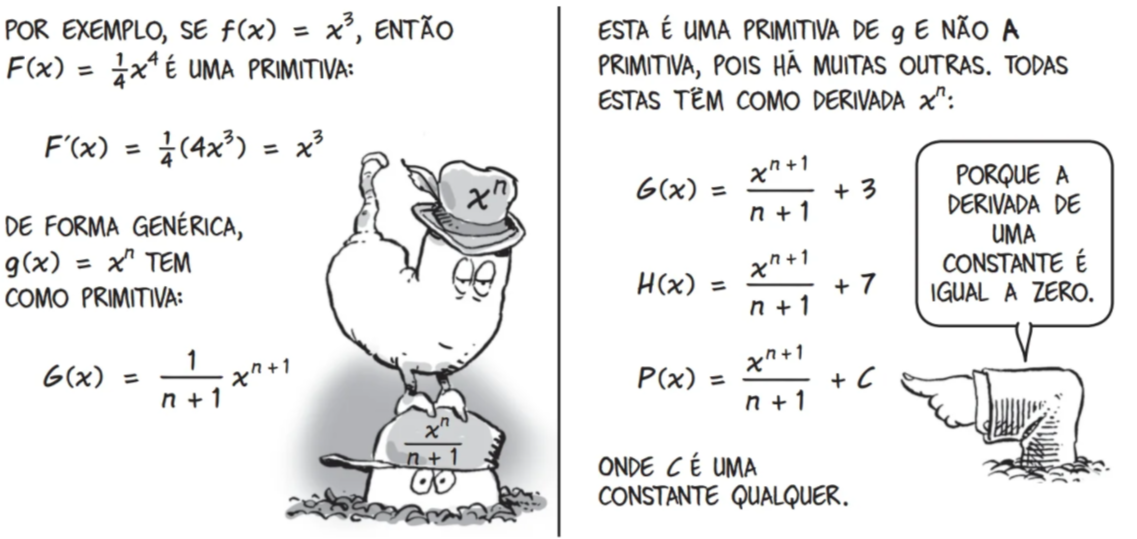 POR EXEMPLO, SE f(x) = x³, ENTÃO
F(x) = 1/4 x⁴ É UMA PRIMITIVA:
F′(x) = 1/4 (4x³) = x³
DE FORMA GENÉRICA,
g(x) = xⁿ TEM
COMO PRIMITIVA:
G(x) = 1/(n + 1) xⁿ⁺¹
xⁿ
xⁿ/(n + 1)
ESTA É UMA PRIMITIVA DE g E NÃO A
PRIMITIVA, POIS HÁ MUITAS OUTRAS. TODAS
ESTAS TÊM COMO DERIVADA xⁿ:
G(x) = xⁿ⁺¹/(n + 1) + 3
H(x) = xⁿ⁺¹/(n + 1) + 7
P(x) = xⁿ⁺¹/(n + 1) + C
PORQUE A
DERIVADA DE
UMA
CONSTANTE É
IGUAL A ZERO.
ONDE C É UMA
CONSTANTE QUALQUER.